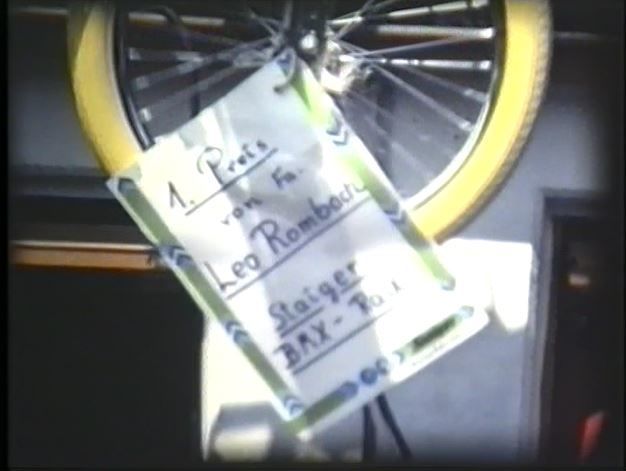 1. Preis
von Fa.
Leo Rombach
Staiger
BMX - Rad